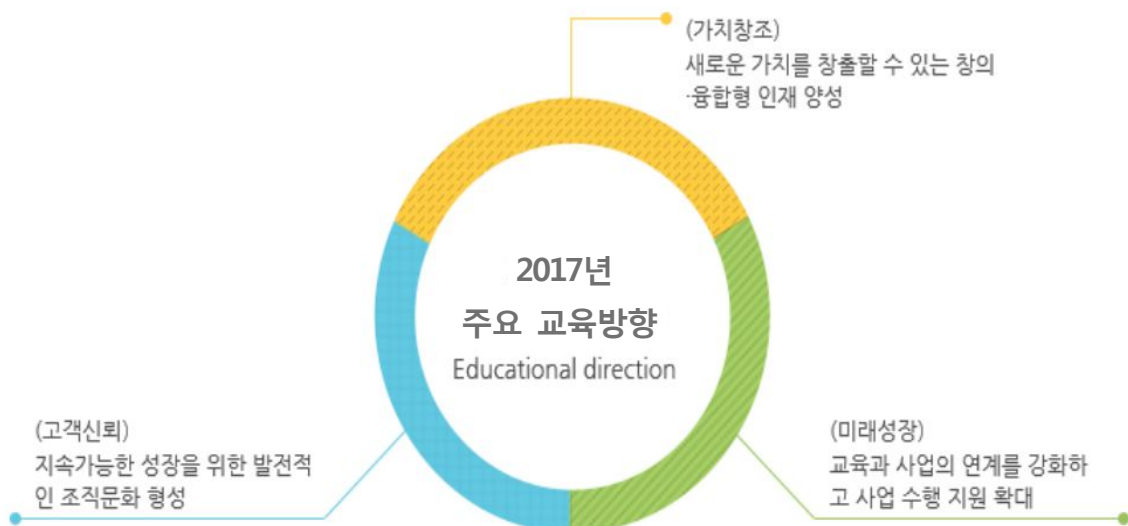 (가치창조)
새로운 가치를 창출할 수 있는 창의
·융합형 인재 양성
2017년
주요 교육방향
Educational direction
(고객신뢰)
지속가능한 성장을 위한 발전적
인 조직문화 형성
(미래성장)
교육과 사업의 연계를 강화하
고 사업 수행 지원 확대